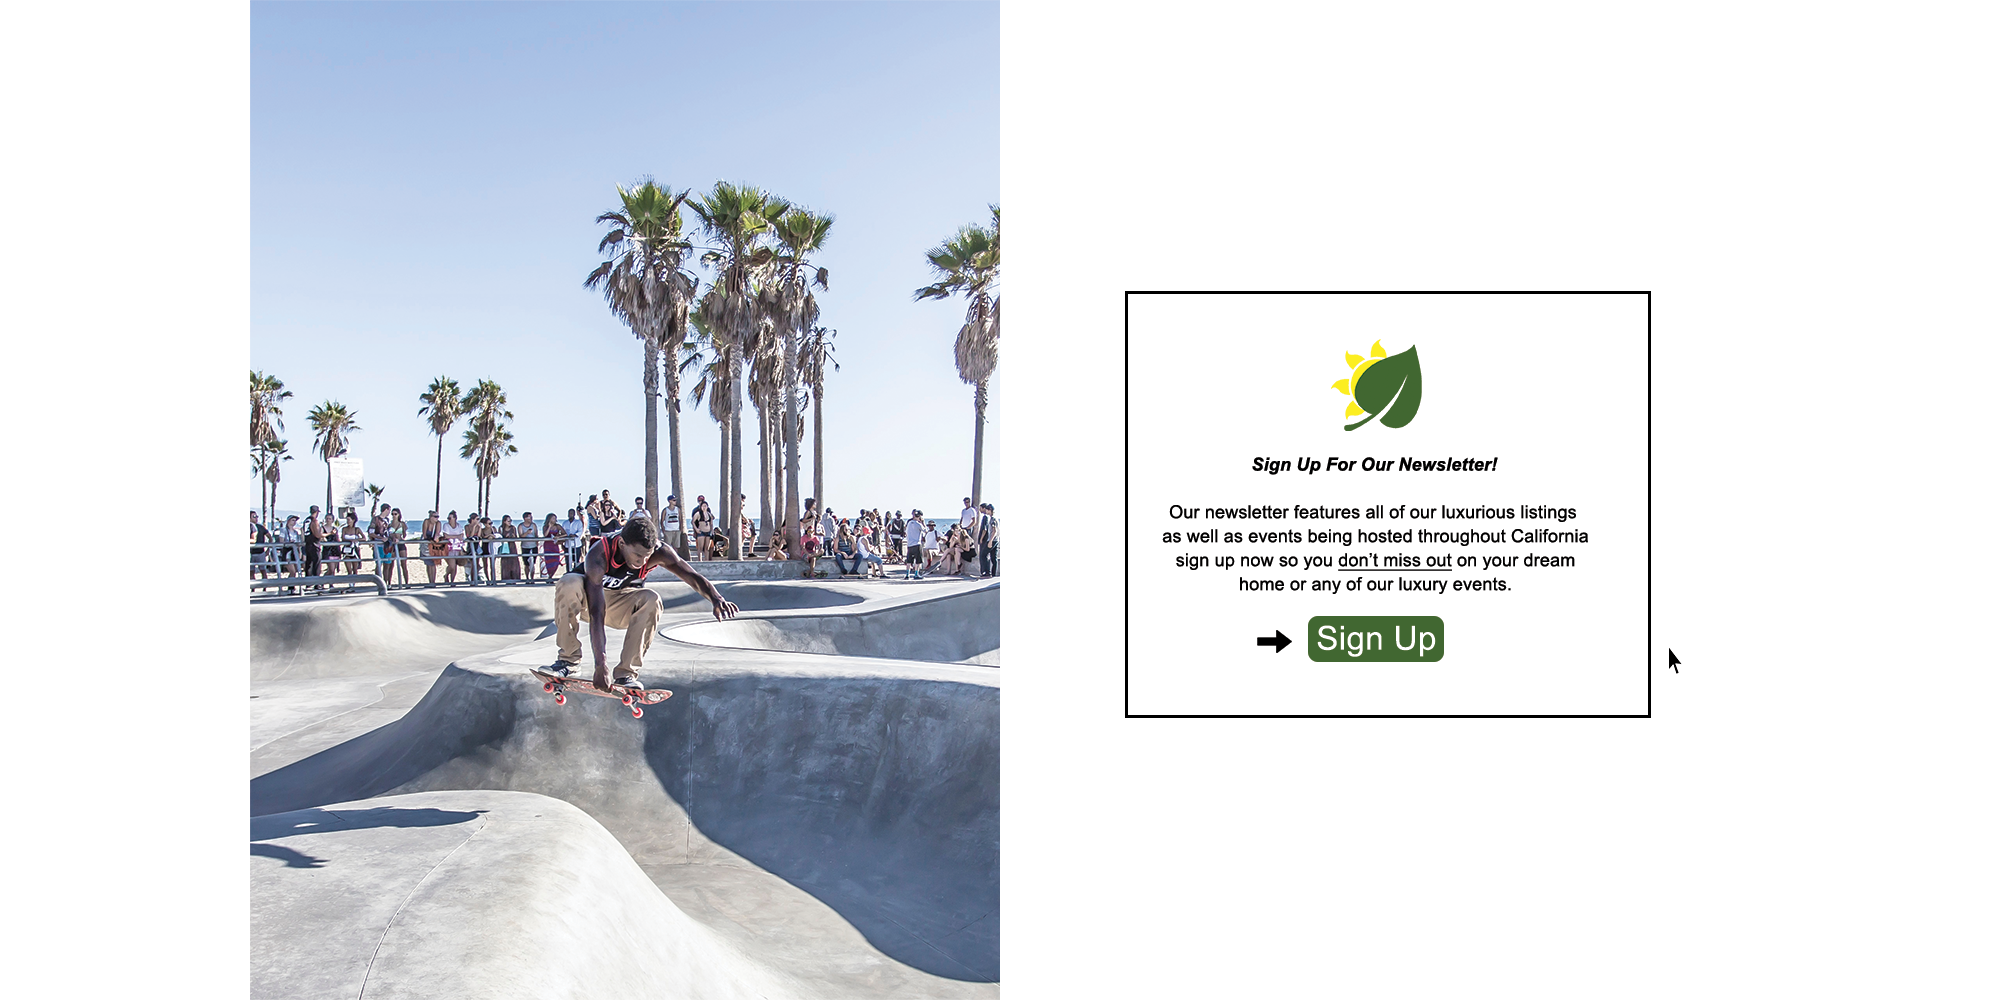 Sign Up For Our Newsletter!
Our newsletter features all of our luxurious listings
as well as events being hosted throughout California
sign up now so you don’t miss out on your dream
home or any of our luxury events.
Sign Up